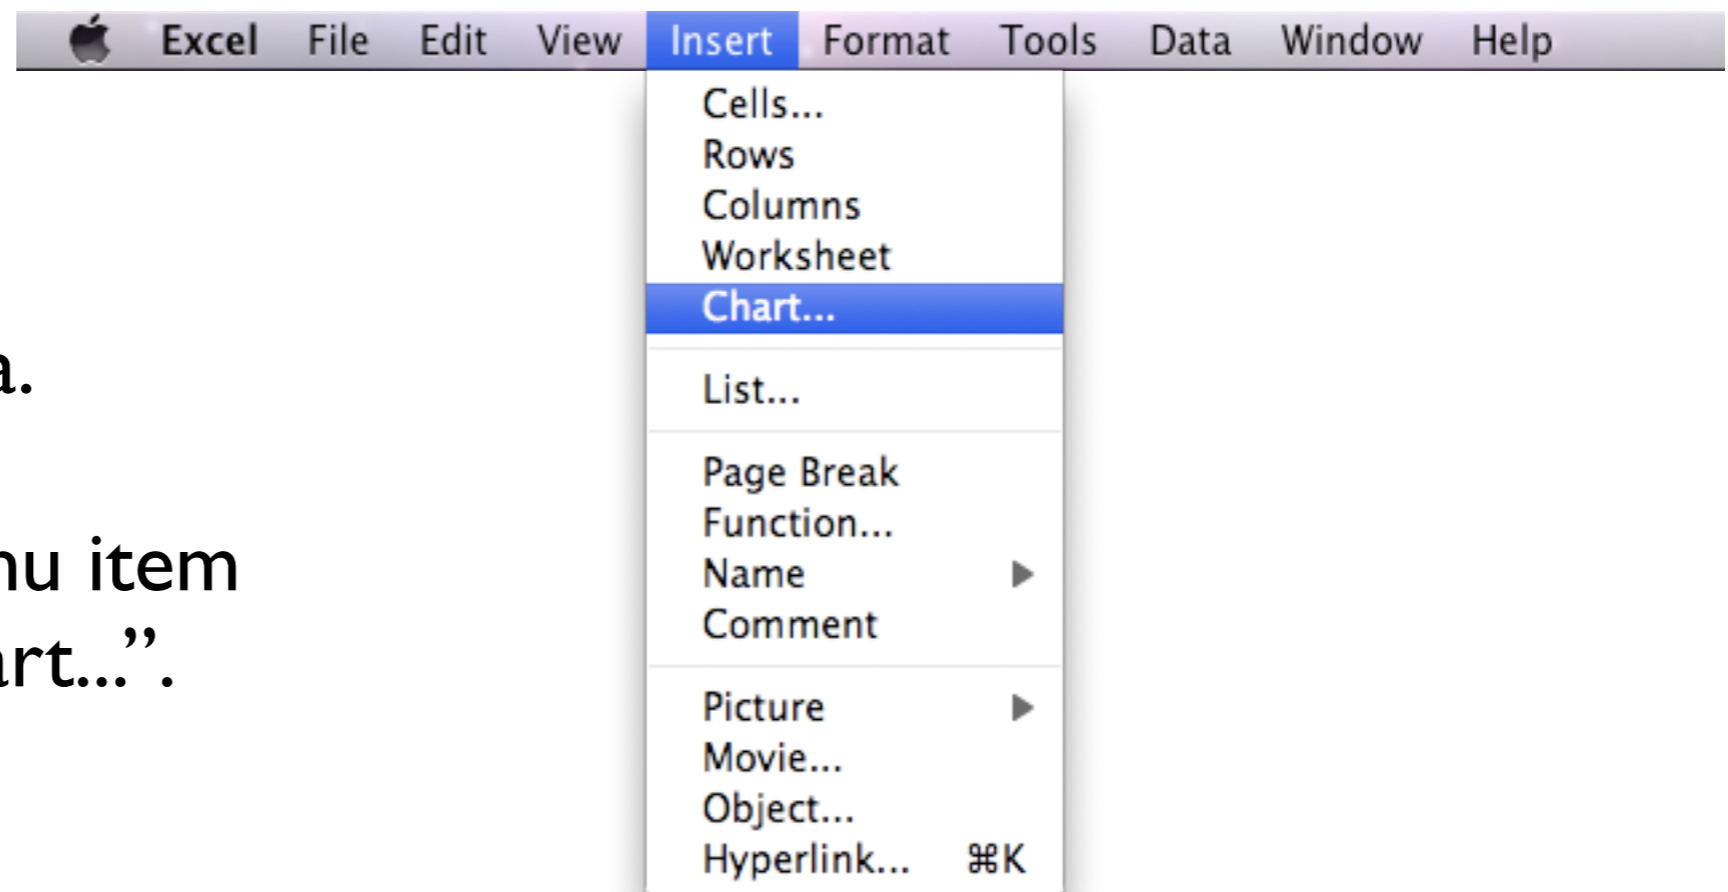 Excel File Edit View Insert Format Tools Data Window Help
Cells...
Rows
Columns
Worksheet
Chart...
List...
Page Break
Function...
Name
Comment
Picture
Movie...
Object...
Hyperlink... ⌘K
a.
nu item
art...”.